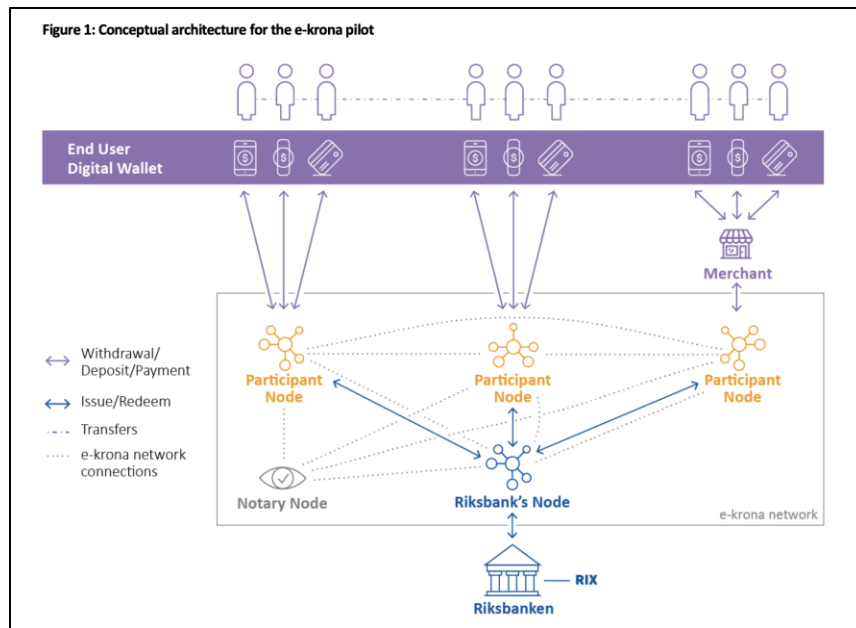 Figure 1: Conceptual architecture for the e-krona pilot
End User
Digital Wallet
Merchant
Withdrawal/
Deposit/Payment
Issue/Redeem
Transfers
e-krona network
connections
Participant
Node
Participant
Node
Participant
Node
Notary Node
Riksbank's Node
e-krona network
RIX
Riksbanken